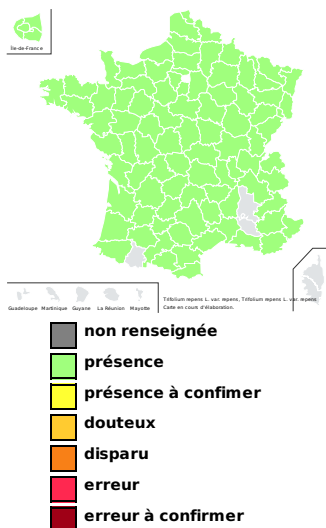 Île-de-France
Guadeloupe Martinique Guyane La Réunion Mayotte
Trifolium repens L. var. repens, Trifolium repens L. var. repens
Carte en cours d'élaboration.
non renseignée
présence
présence à confimer
douteux
disparu
erreur
erreur à confirmer